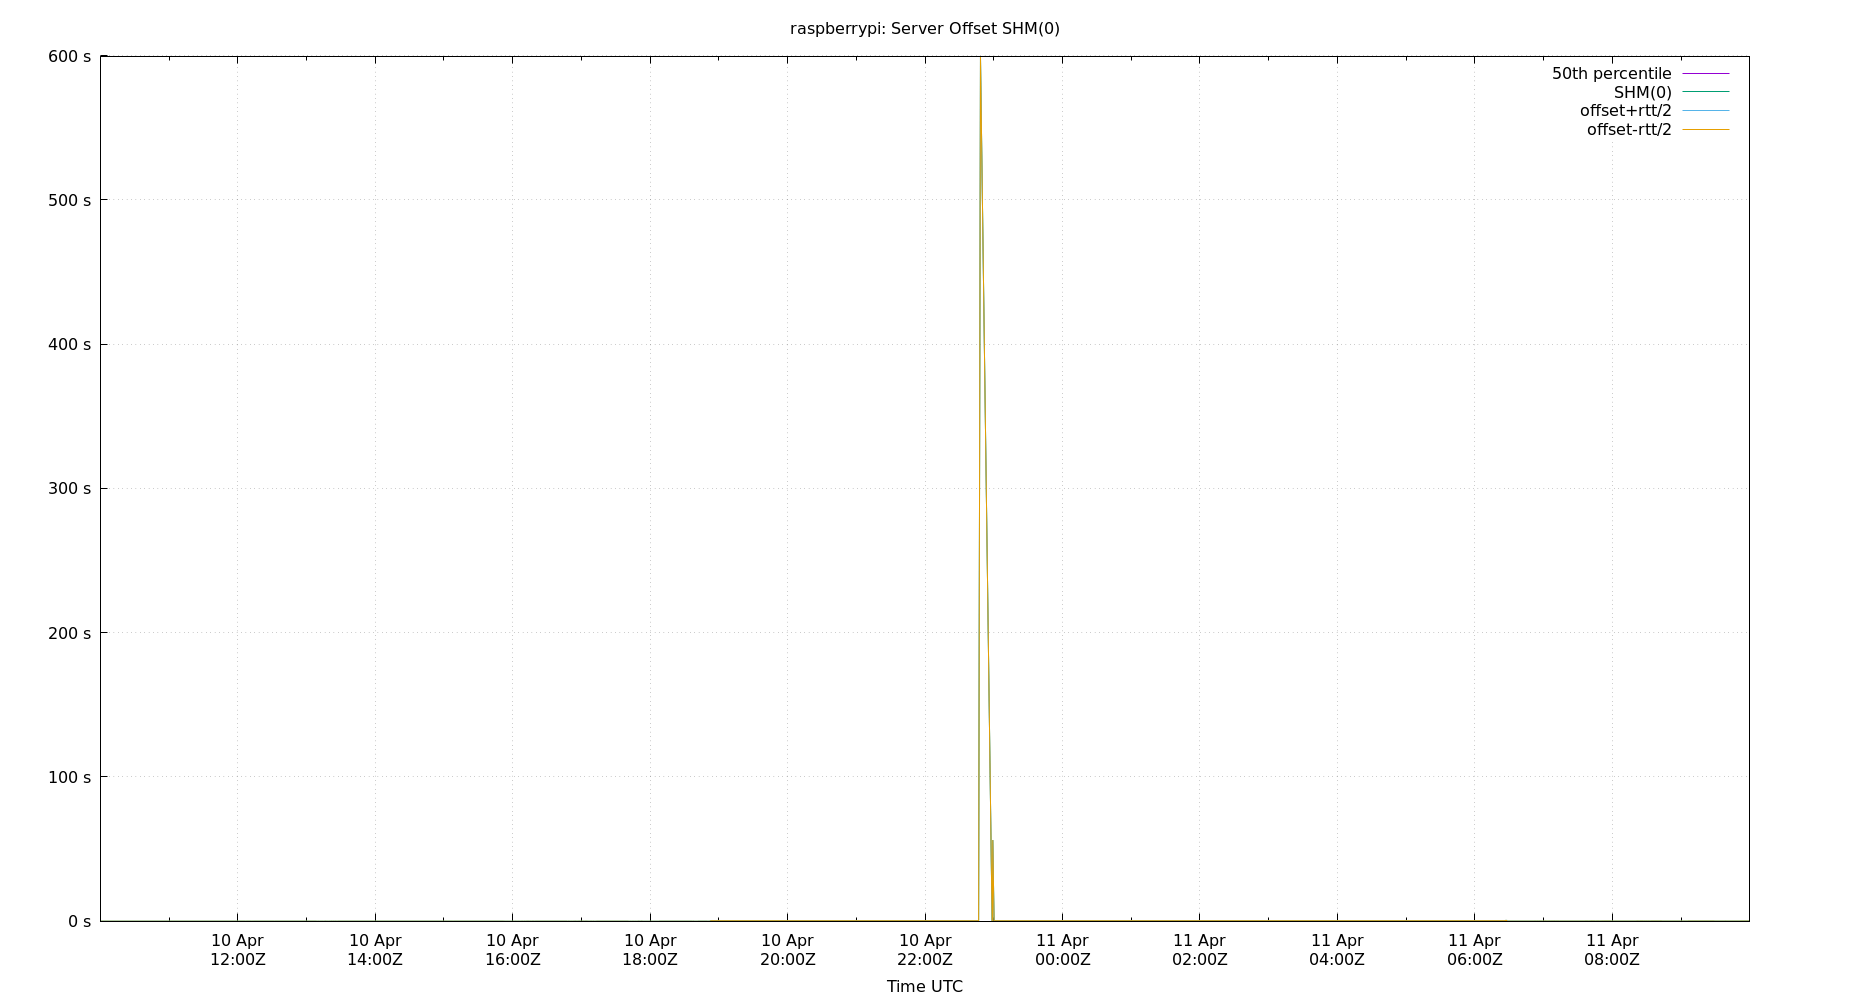 raspberrypi: Server Offset SHM(0)
600 s
500 s
400 s
300 s
200 s
100 s
0 s
50th percentile
SHM(0)
offset+rtt/2
offset-rtt/2
10 Apr 10 Apr 10 Apr 10 Apr 10 Apr 10 Apr 11 Apr 11 Apr 11 Apr 11 Apr 11 Apr
12:00Z 14:00Z 16:00Z 18:00Z 20:00Z 22:00Z 00:00Z 02:00Z 04:00Z 06:00Z 08:00Z
Time UTC